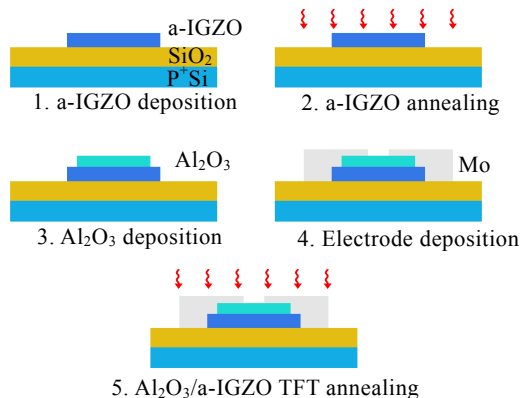 a-IGZO
SiO₂
P⁺Si
1. a-IGZO deposition
2. a-IGZO annealing
Al₂O₃
3. Al₂O₃ deposition
Mo
4. Electrode deposition
5. Al₂O₃/a-IGZO TFT annealing